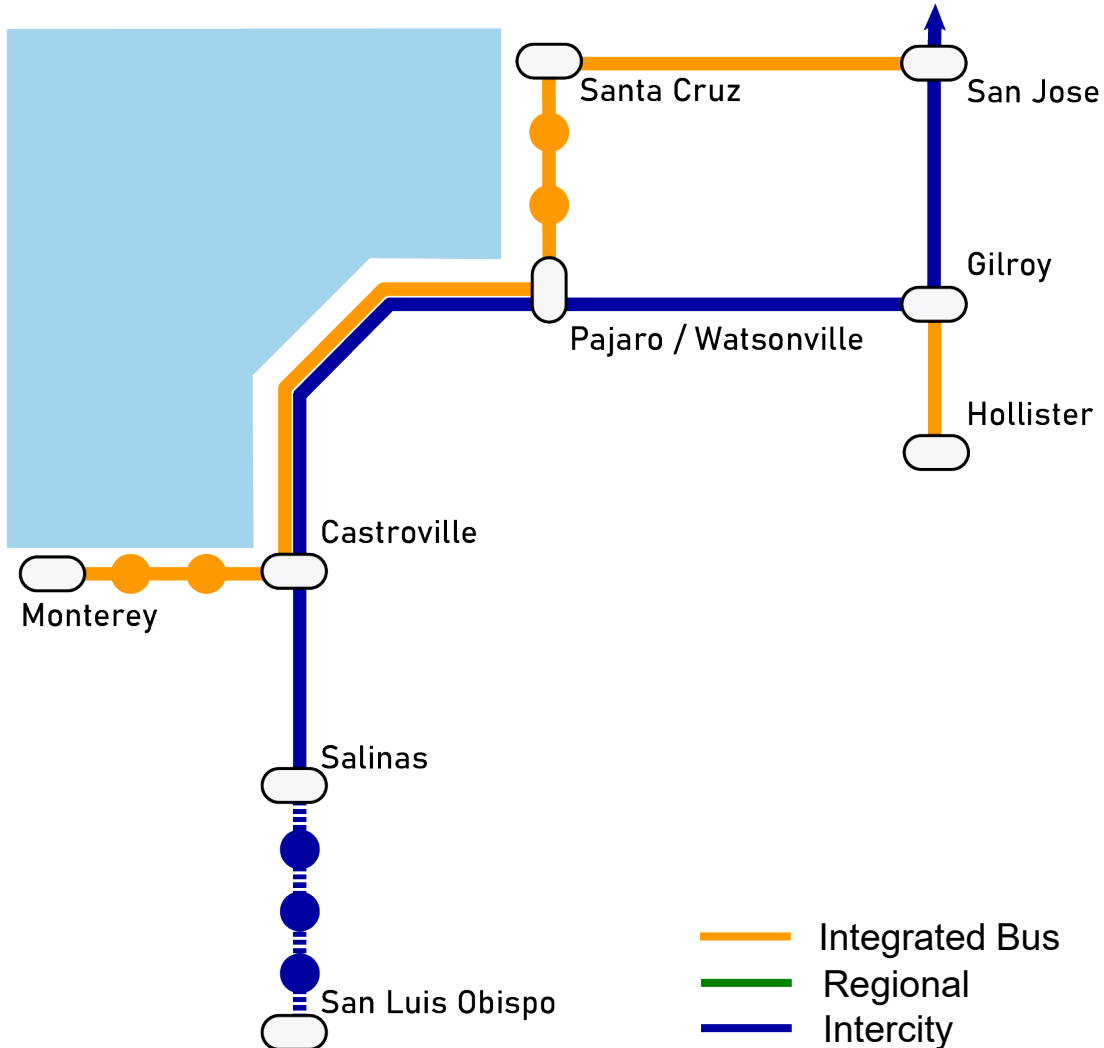 Santa Cruz
San Jose
Gilroy
Pajaro / Watsonville
Hollister
Castroville
Monterey
Salinas
San Luis Obispo
Integrated Bus
Regional
Intercity